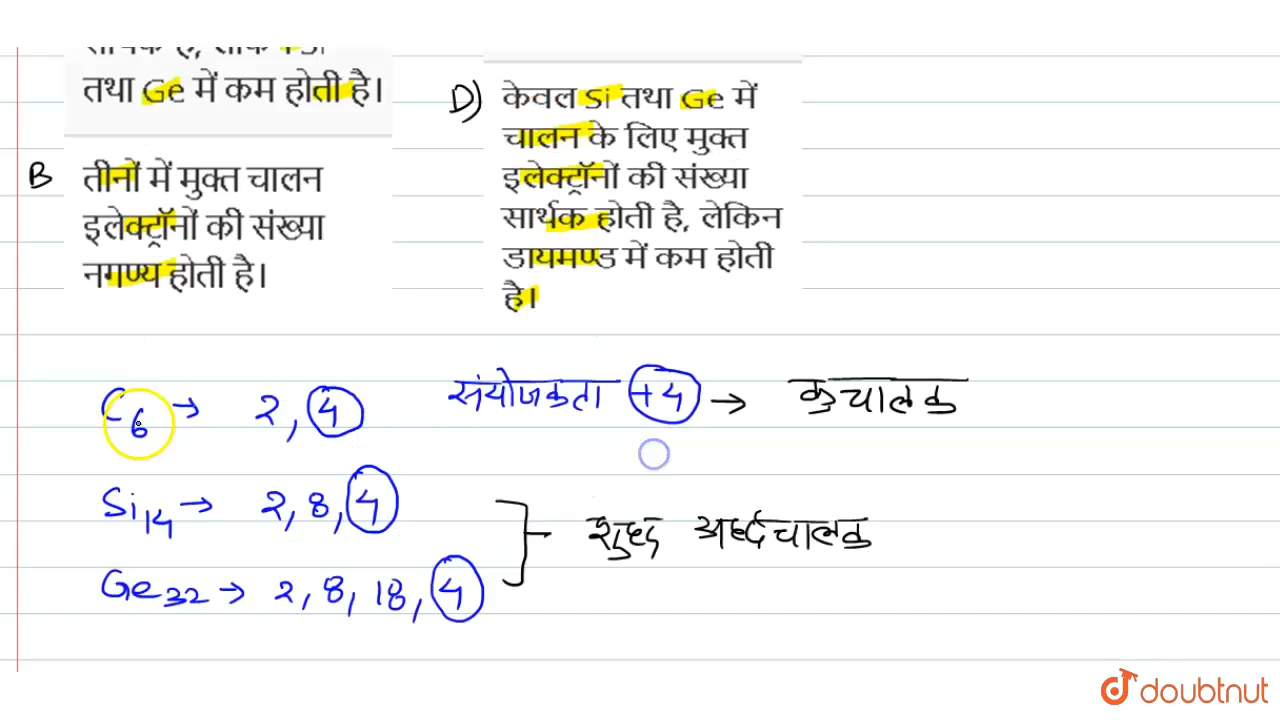 तथा Ge में कम होती है।
B तीनों में मुक्त चालन
इलेक्ट्रॉनों की संख्या
नगण्य होती है।
D) केवल Si तथा Ge में
चालन के लिए मुक्त
इलेक्ट्रॉनों की संख्या
सार्थक होती है, लेकिन
डायमण्ड में कम होती
है।
C6 → 2, 4 संयोजकता +4 → कुचालक
Si14 → 2, 8, 4
शुद्ध अर्द्धचालक
Ge32 → 2, 8, 18, 4
doubtnut